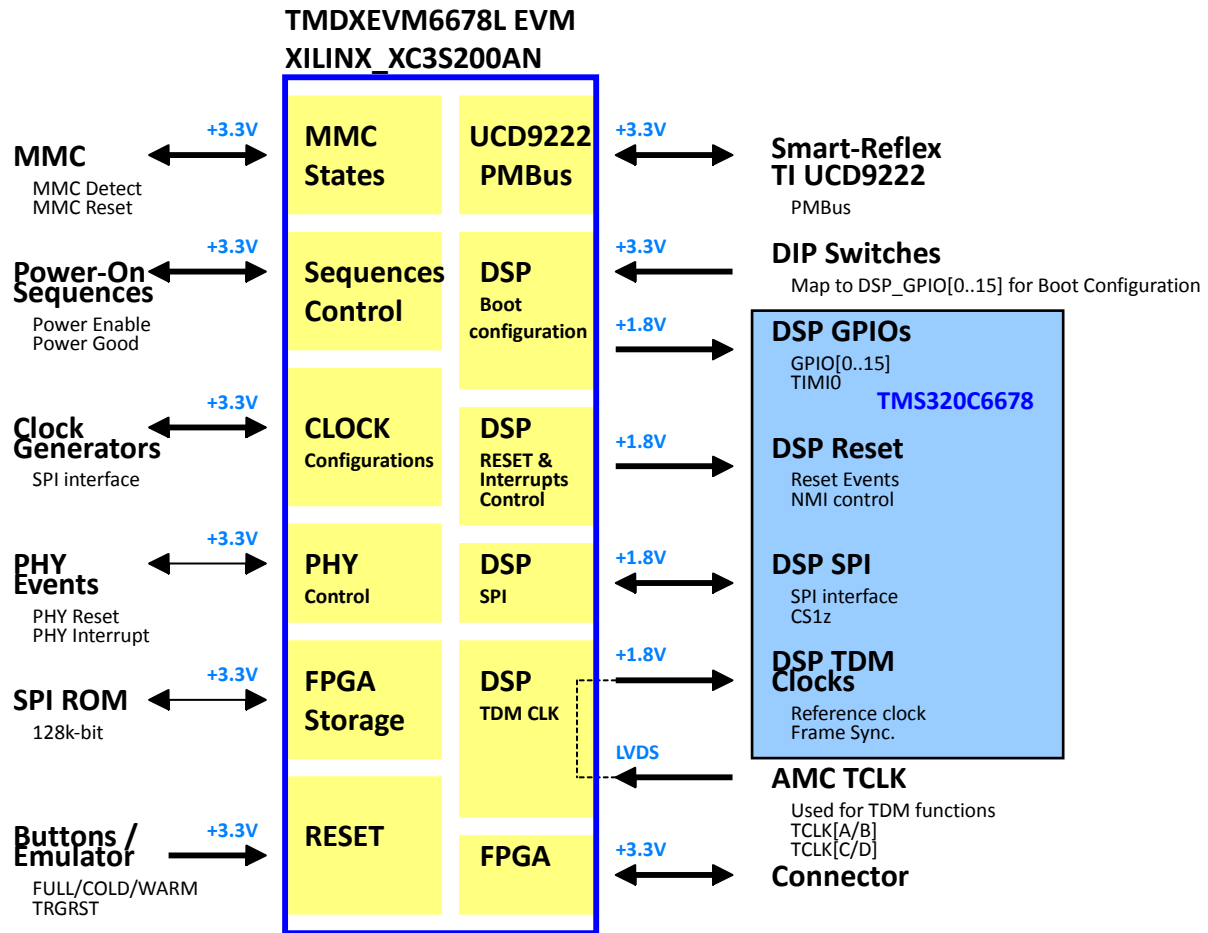 TMDXEVM6678L EVM
XILINX_XC3S200AN
+3.3V
MMC
MMC Detect
MMC Reset
+3.3V
Power-On
Sequences
Power Enable
Power Good
+3.3V
Clock
Generators
SPI interface
+3.3V
PHY
Events
PHY Reset
PHY Interrupt
+3.3V
SPI ROM
128k-bit
+3.3V
Buttons /
Emulator
FULL/COLD/WARM
TRGRST
MMC
States
Sequences
Control
CLOCK
Configurations
PHY
Control
FPGA
Storage
RESET
UCD9222
PMBus
DSP
Boot
configuration
DSP
RESET &
Interrupts
Control
DSP
SPI
DSP
TDM CLK
FPGA
+3.3V
Smart-Reflex
TI UCD9222
PMBus
+3.3V
DIP Switches
Map to DSP_GPIO[0..15] for Boot Configuration
+1.8V
DSP GPIOs
GPIO[0..15]
TIMI0
TMS320C6678
+1.8V
DSP Reset
Reset Events
NMI control
+1.8V
DSP SPI
SPI interface
CS1z
+1.8V
DSP TDM
Clocks
Reference clock
Frame Sync.
LVDS
AMC TCLK
Used for TDM functions
TCLK[A/B]
TCLK[C/D]
+3.3V
Connector